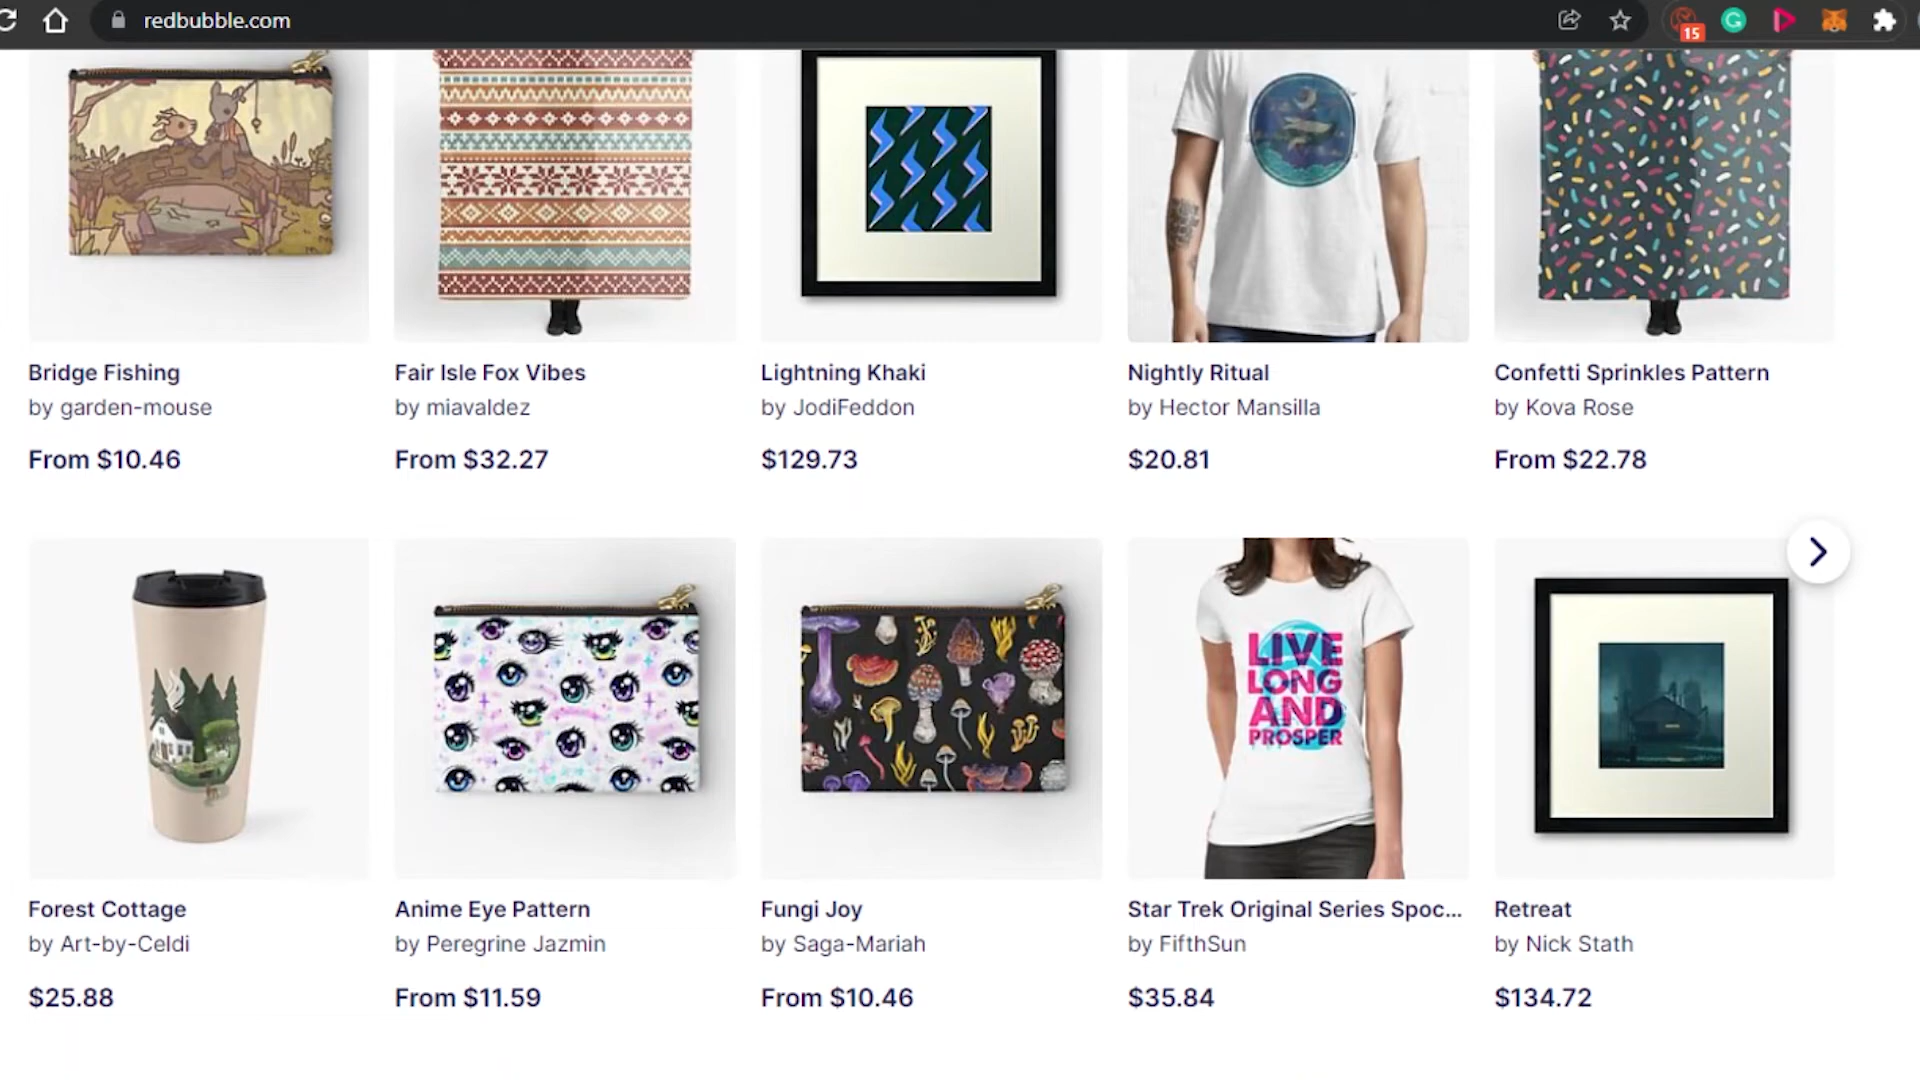 redbubble.com
15
Bridge Fishing
by garden-mouse
From $10.46
Fair Isle Fox Vibes
by miavaldez
From $32.27
Lightning Khaki
by JodiFeddon
$129.73
Nightly Ritual
by Hector Mansilla
$20.81
Confetti Sprinkles Pattern
by Kova Rose
From $22.78
LIVE
LONG
AND
PROSPER
Forest Cottage
by Art-by-Celdi
$25.88
Anime Eye Pattern
by Peregrine Jazmin
From $11.59
Fungi Joy
by Saga-Mariah
From $10.46
Star Trek Original Series Spoc...
by FifthSun
$35.84
Retreat
by Nick Stath
$134.72